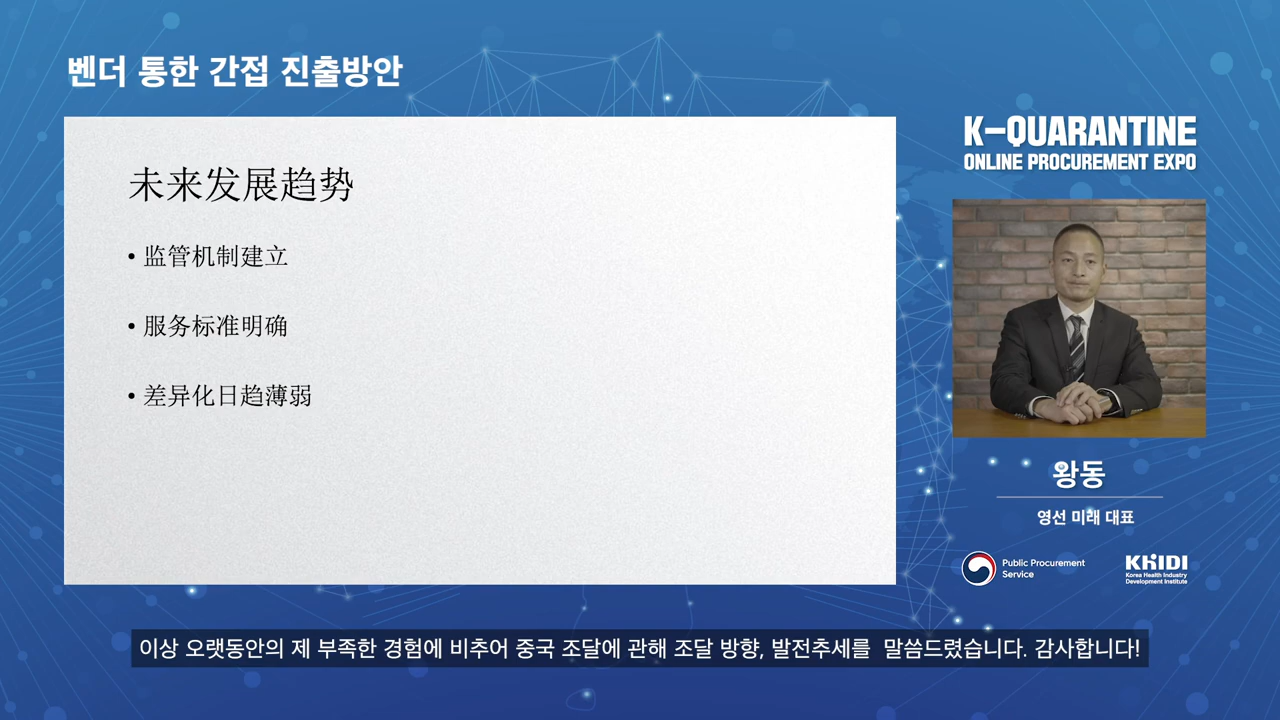 벤더 통한 간접 진출방안
K-QUARANTINE
ONLINE PROCUREMENT EXPO
未来发展趋势
• 监管机制建立
• 服务标准明确
• 差异化日趋薄弱
왕동
영선 미래 대표
Public Procurement
Service
KHIDI
Korea Health Industry
Development Institute
이상 오랫동안의 제 부족한 경험에 비추어 중국 조달에 관해 조달 방향, 발전추세를 말씀드렸습니다. 감사합니다!